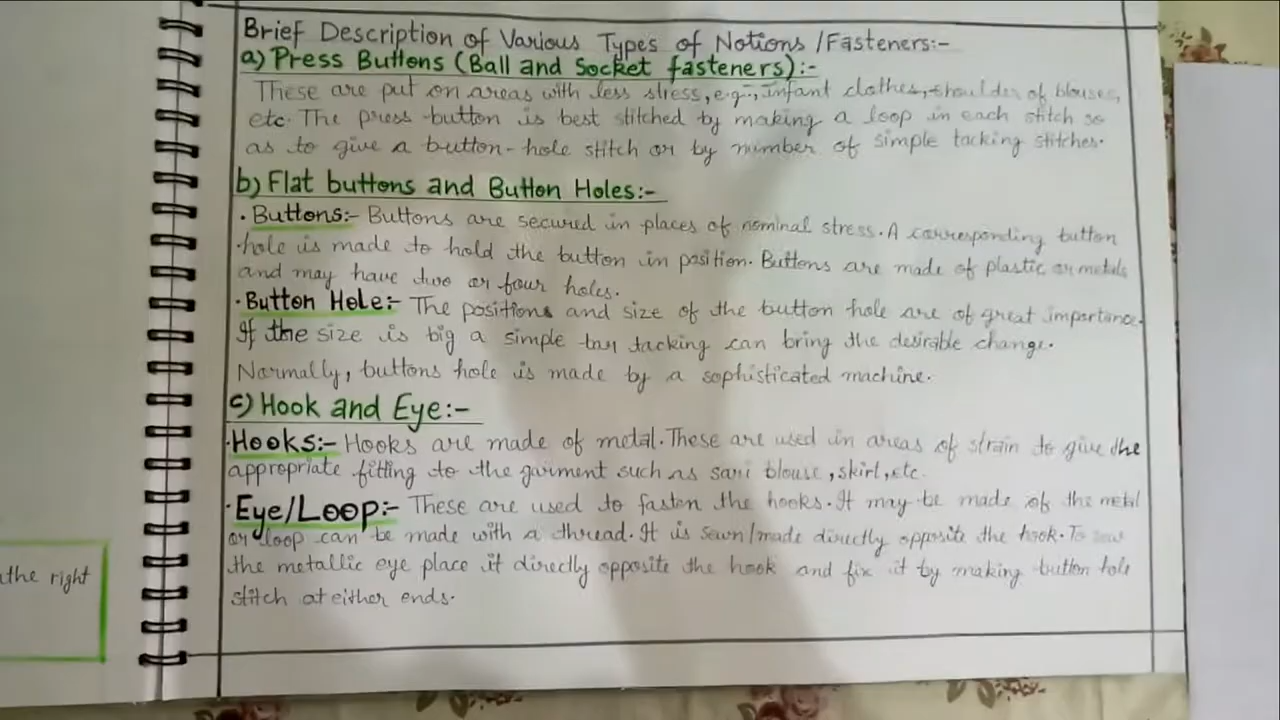 Brief Description of Various Types of Notions/Fasteners:-
a) Press Buttons (Ball and Socket fasteners):-
These are put on areas with less stress, e.g., infant clothes, shoulder of blouses,
etc. The press-button is best stitched by making a loop in each stitch so
as to give a button-hole stitch or by number of simple tacking stitches.
b) Flat buttons and Button Holes:-
• Buttons:- Buttons are secured in places of nominal stress. A corresponding button
hole is made to hold the button in position. Buttons are made of plastic or metals
and may have two or four holes.
• Button Hole:- The positions and size of the button hole are of great importance.
If the size is big a simple bar tacking can bring the desirable change.
Normally, buttons hole is made by a sophisticated machine.
c) Hook and Eye:-
• Hooks:- Hooks are made of metal. These are used in areas of strain to give the
appropriate fitting to the garment such as sari blouse, skirt, etc.
• Eye/Loop:- These are used to fasten the hooks. It may be made of the metal
or loop can be made with a thread. It is sewn/made directly opposite the hook. To sew
the metallic eye place it directly opposite the hook and fix it by making button hole
stitch at either ends.
the right